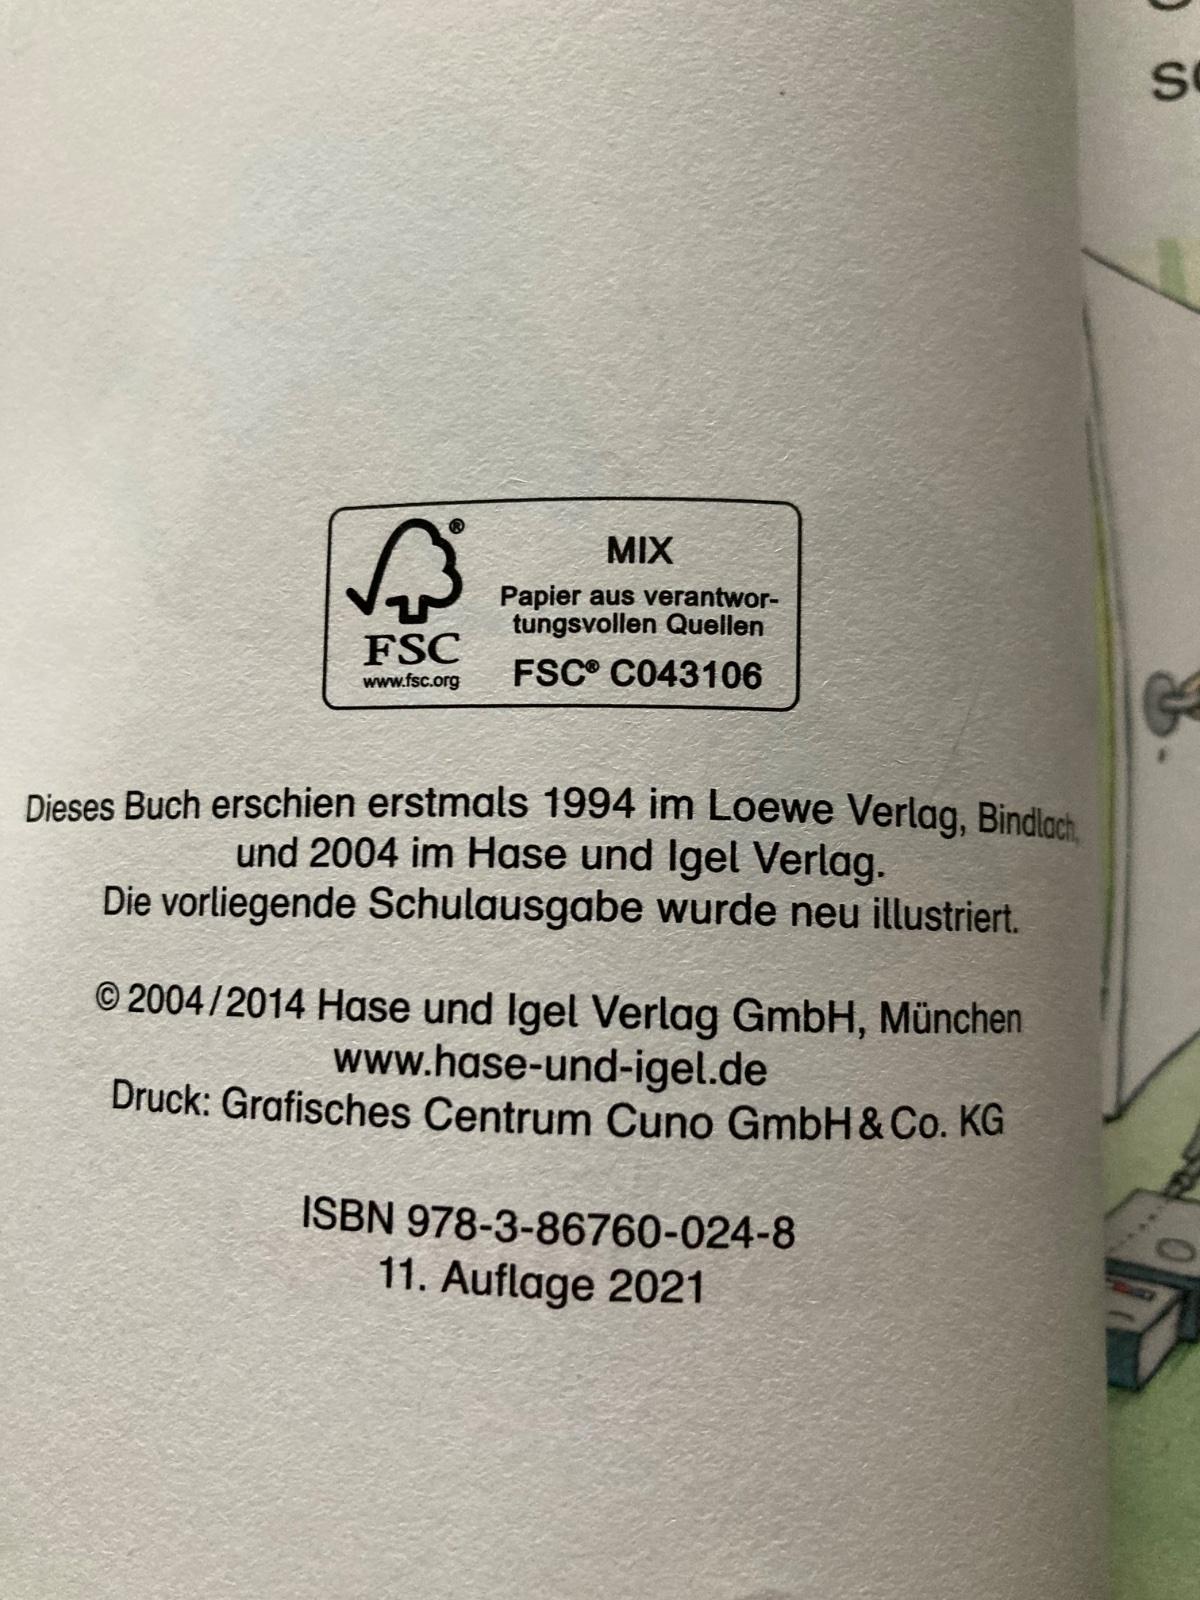 MIX
Papier aus verantwor-
tungsvollen Quellen
FSC® C043106
®
FSC
www.fsc.org
Dieses Buch erschien erstmals 1994 im Loewe Verlag, Bindlach,
und 2004 im Hase und Igel Verlag.
Die vorliegende Schulausgabe wurde neu illustriert.
© 2004/2014 Hase und Igel Verlag GmbH, München
www.hase-und-igel.de
Druck: Grafisches Centrum Cuno GmbH & Co. KG
ISBN 978-3-86760-024-8
11. Auflage 2021